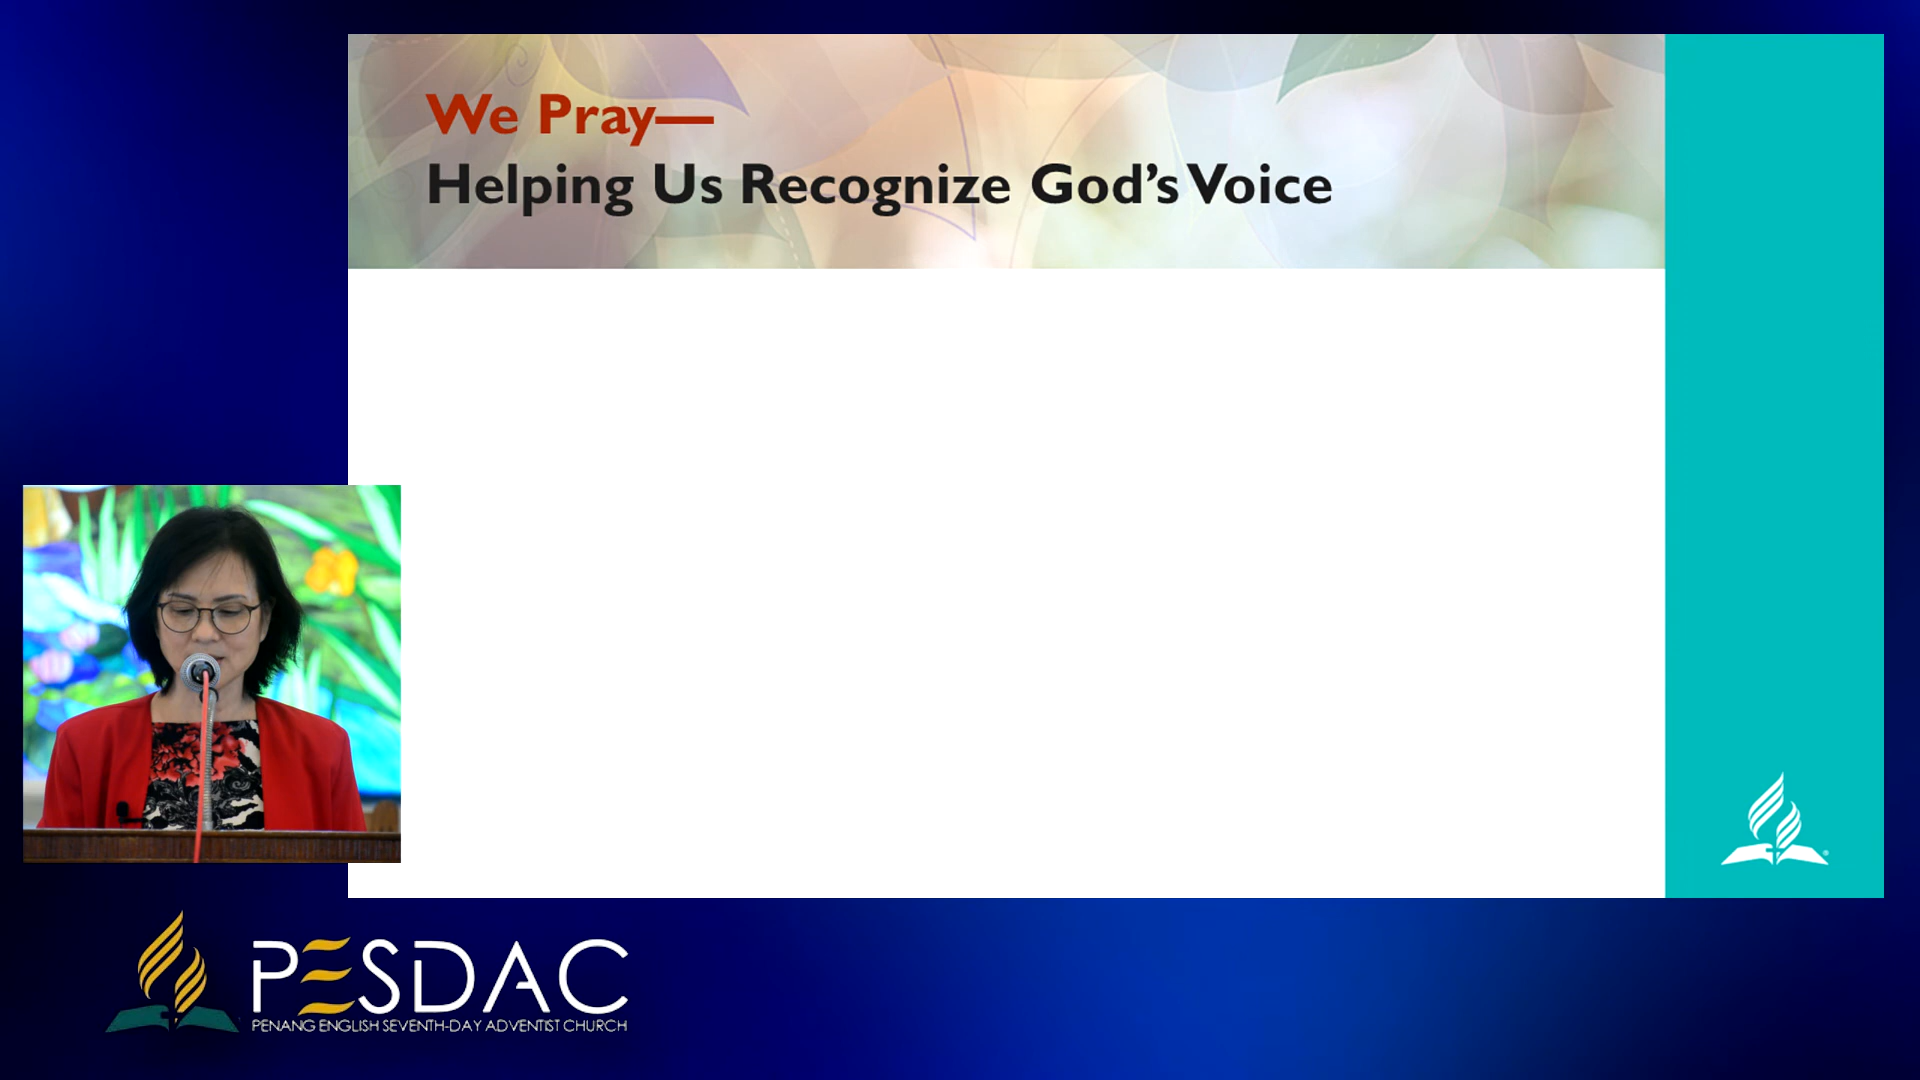 We Pray—
Helping Us Recognize God's Voice
PESDAC
PENANG ENGLISH SEVENTH-DAY ADVENTIST CHURCH